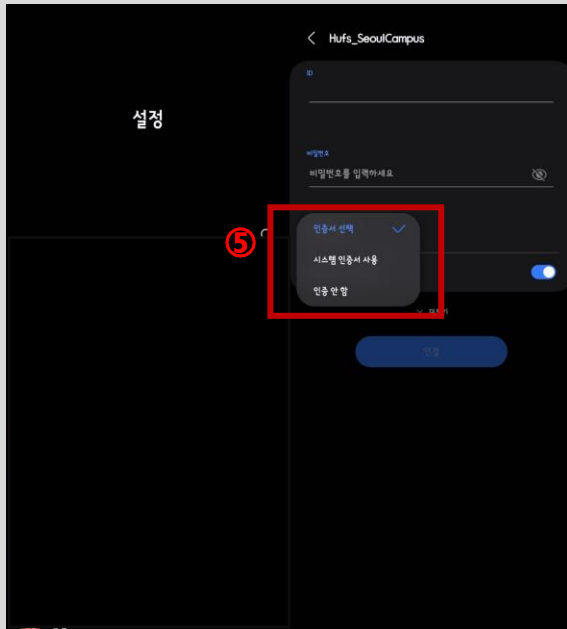 Hufs_SeoulCampus
ID
설정
비밀번호
비밀번호를 입력하세요
⑤
인증서 선택
시스템 인증서 사용
인증 안 함
연결